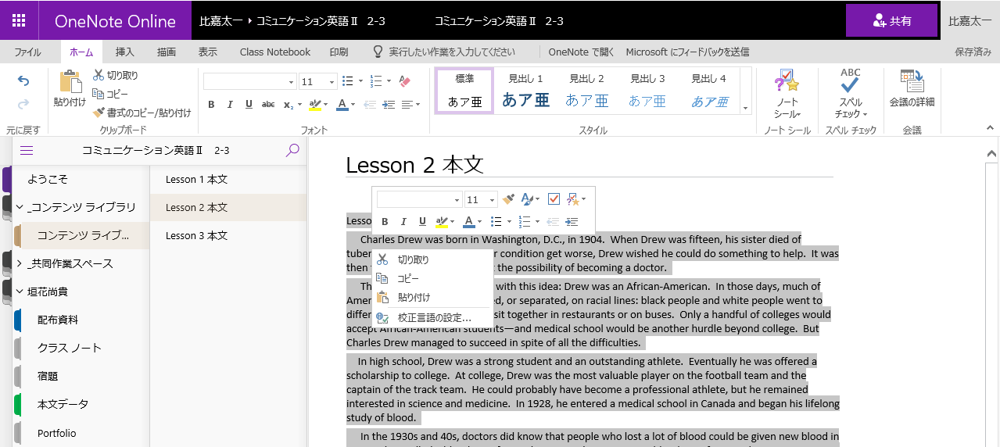 OneNote Online
比嘉太一 ▸ コミュニケーション英語Ⅱ 2-3
コミュニケーション英語Ⅱ 2-3
共有
比嘉太一
ファイル ホーム 挿入 描画 表示 Class Notebook 印刷 実行したい作業を入力してください OneNote で開く Microsoft にフィードバックを送信 保存済み
貼り付け
切り取り
コピー
書式のコピー/貼り付け
11
B I U abc x₂ A
標準 見出し 1 見出し 2 見出し 3 見出し 4
あア亜 あア亜 あア亜 あア亜 あア亜
ノート シール
ABC
スペル チェック
会議の詳細
元に戻す クリップボード フォント スタイル ノート シール スペル チェック 会議
コミュニケーション英語Ⅱ 2-3
ようこそ
_コンテンツ ライブラリ
コンテンツ ライブ...
_共同作業スペース
垣花尚貴
配布資料
クラス ノート
宿題
本文データ
Portfolio
Lesson 1 本文
Lesson 2 本文
Lesson 3 本文
Lesson 2 本文
11
B I U A
Lesso
Charles Drew was born in Washington, D.C., in 1904. When Drew was fifteen, his sister died of
tuber
condition get worse, Drew wished he could do something to help. It was
then
the possibility of becoming a doctor.
with this idea: Drew was an African-American. In those days, much of
Amer
or separated, on racial lines: black people and white people went to
differ
sit together in restaurants or on buses. Only a handful of colleges would
accept African-American students—and medical school would be another hurdle beyond college. But
Charles Drew managed to succeed in spite of all the difficulties.
In high school, Drew was a strong student and an outstanding athlete. Eventually he was offered a
scholarship to college. At college, Drew was the most valuable player on the football team and the
captain of the track team. He could probably have become a professional athlete, but he remained
interested in science and medicine. In 1928, he entered a medical school in Canada and began his lifelong
study of blood.
In the 1930s and 40s, doctors did know that people who lost a lot of blood could be given new blood in
切り取り
コピー
貼り付け
校正言語の設定...